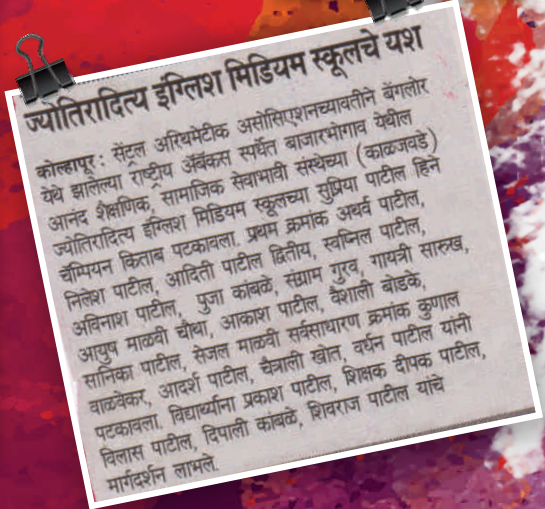 ज्योतिरादित्य इंग्लिश मिडियम स्कूलचे यश
कोल्हापूर : सेंट्रल अरिथमेटीक असोसिएशनच्यावतीने बेंगलोर
येथे झालेल्या राष्ट्रीय ॲबॅकस स्पर्धेत बाजारभोगाव येथील
आनंद शैक्षणिक, सामाजिक सेवाभावी संस्थेच्या (काळजवडे)
ज्योतिरादित्य इंग्लिश मिडियम स्कूलच्या सुप्रिया पाटील हिने
चॅम्पियन किताब पटकावला. प्रथम क्रमांक अथर्व पाटील,
निलेश पाटील, आदिती पाटील द्वितीय, स्वप्निल पाटील,
अविनाश पाटील, पुजा कांबळे, संग्राम गुरव, गायत्री सारुख,
आयुष माळवी चौथा, आकाश पाटील, वैशाली बोडके,
सानिका पाटील, सेजल माळवी सर्वसाधारण क्रमांक कुणाल
वाळवेकर, आदर्श पाटील, चैत्राली खोत, वर्धन पाटील यांनी
पटकावला. विद्यार्थ्यांना प्रकाश पाटील, शिक्षक दीपक पाटील,
विलास पाटील, दिपाली कांबळे, शिवराज पाटील यांचे
मार्गदर्शन लाभले.